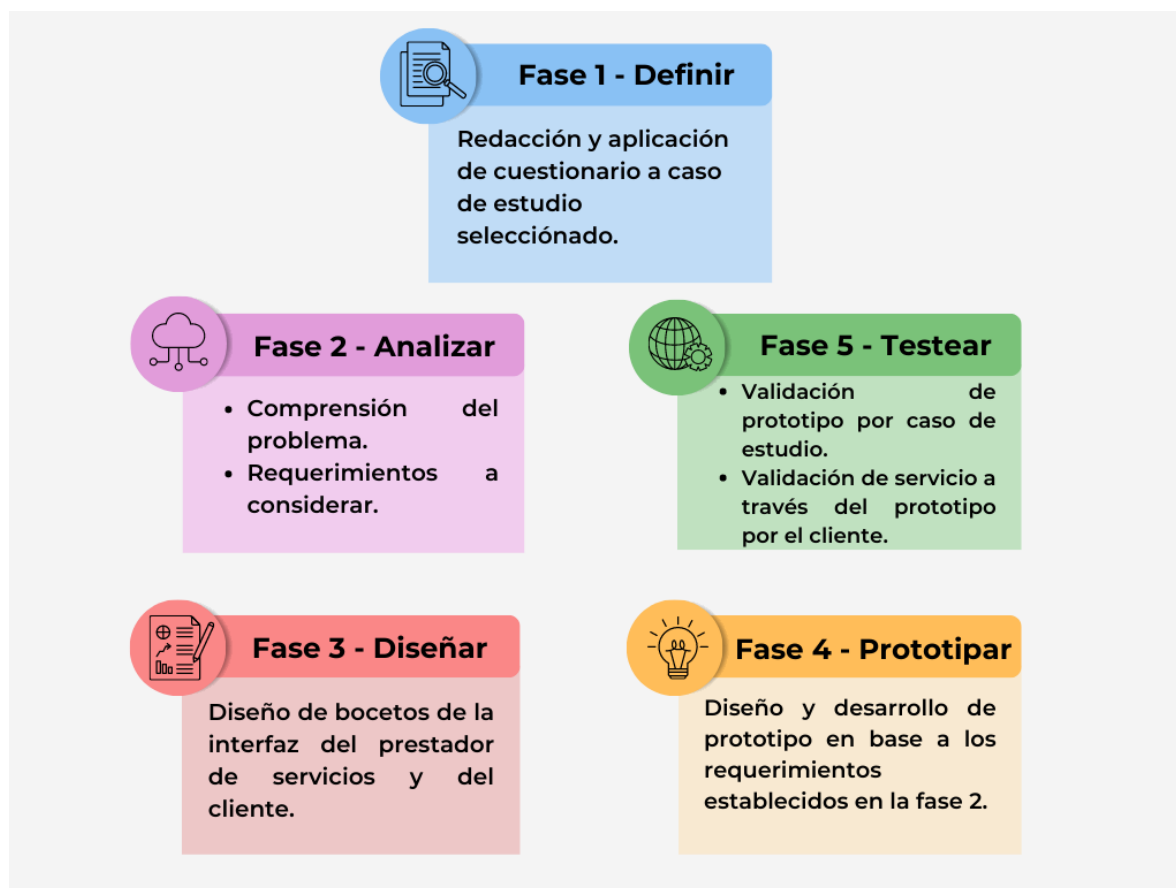 Fase 1 - Definir
Redacción y aplicación
de cuestionario a caso
de estudio
selecciónado.
Fase 2 - Analizar
• Comprensión del
problema.
• Requerimientos a
considerar.
Fase 5 - Testear
• Validación de
prototipo por caso de
estudio.
• Validación de servicio a
través del prototipo
por el cliente.
Fase 3 - Diseñar
Diseño de bocetos de la
interfaz del prestador
de servicios y del
cliente.
Fase 4 - Prototipar
Diseño y desarrollo de
prototipo en base a los
requerimientos
establecidos en la fase 2.